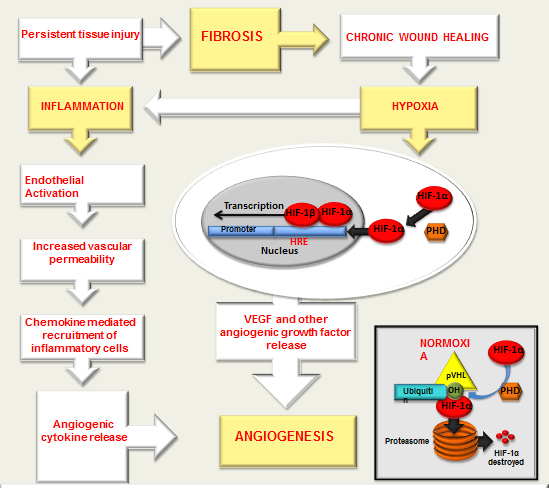 Persistent tissue injury
FIBROSIS
CHRONIC WOUND HEALING
INFLAMMATION
HYPOXIA
Endothelial
Activation
Increased vascular
permeability
Chemokine mediated
recruitment of
inflammatory cells
Angiogenic
cytokine release
Transcription
HIF-1β
HIF-1α
HIF-1α
HIF-1α
PHD
Promoter
HRE
Nucleus
VEGF and other
angiogenic growth factor
release
ANGIOGENESIS
NORMOXI
A
HIF-1α
pVHL
Ubiquiti
n
OH
PHD
HIF-1α
Proteasome
HIF-1α
destroyed